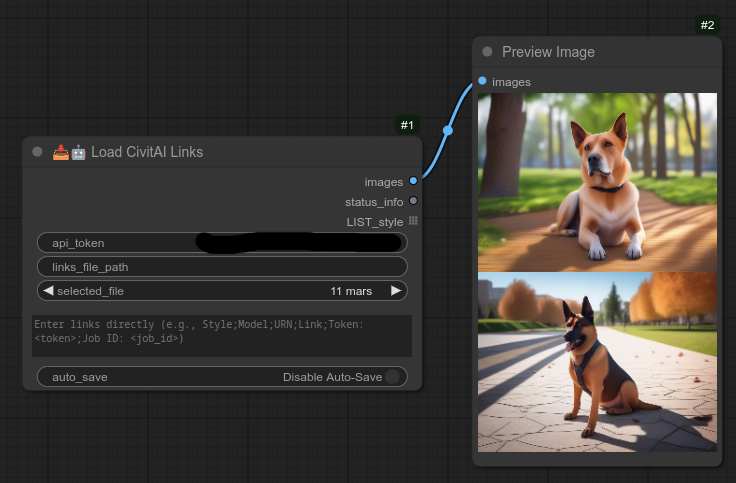 #2
Preview Image
images
#1
📥🤖 Load CivitAI Links
images
status_info
LIST_style
api_token
links_file_path
selected_file 11 mars
Enter links directly (e.g., Style;Model;URN;Link;Token:
<token>;Job ID: <job_id>)
auto_save Disable Auto-Save